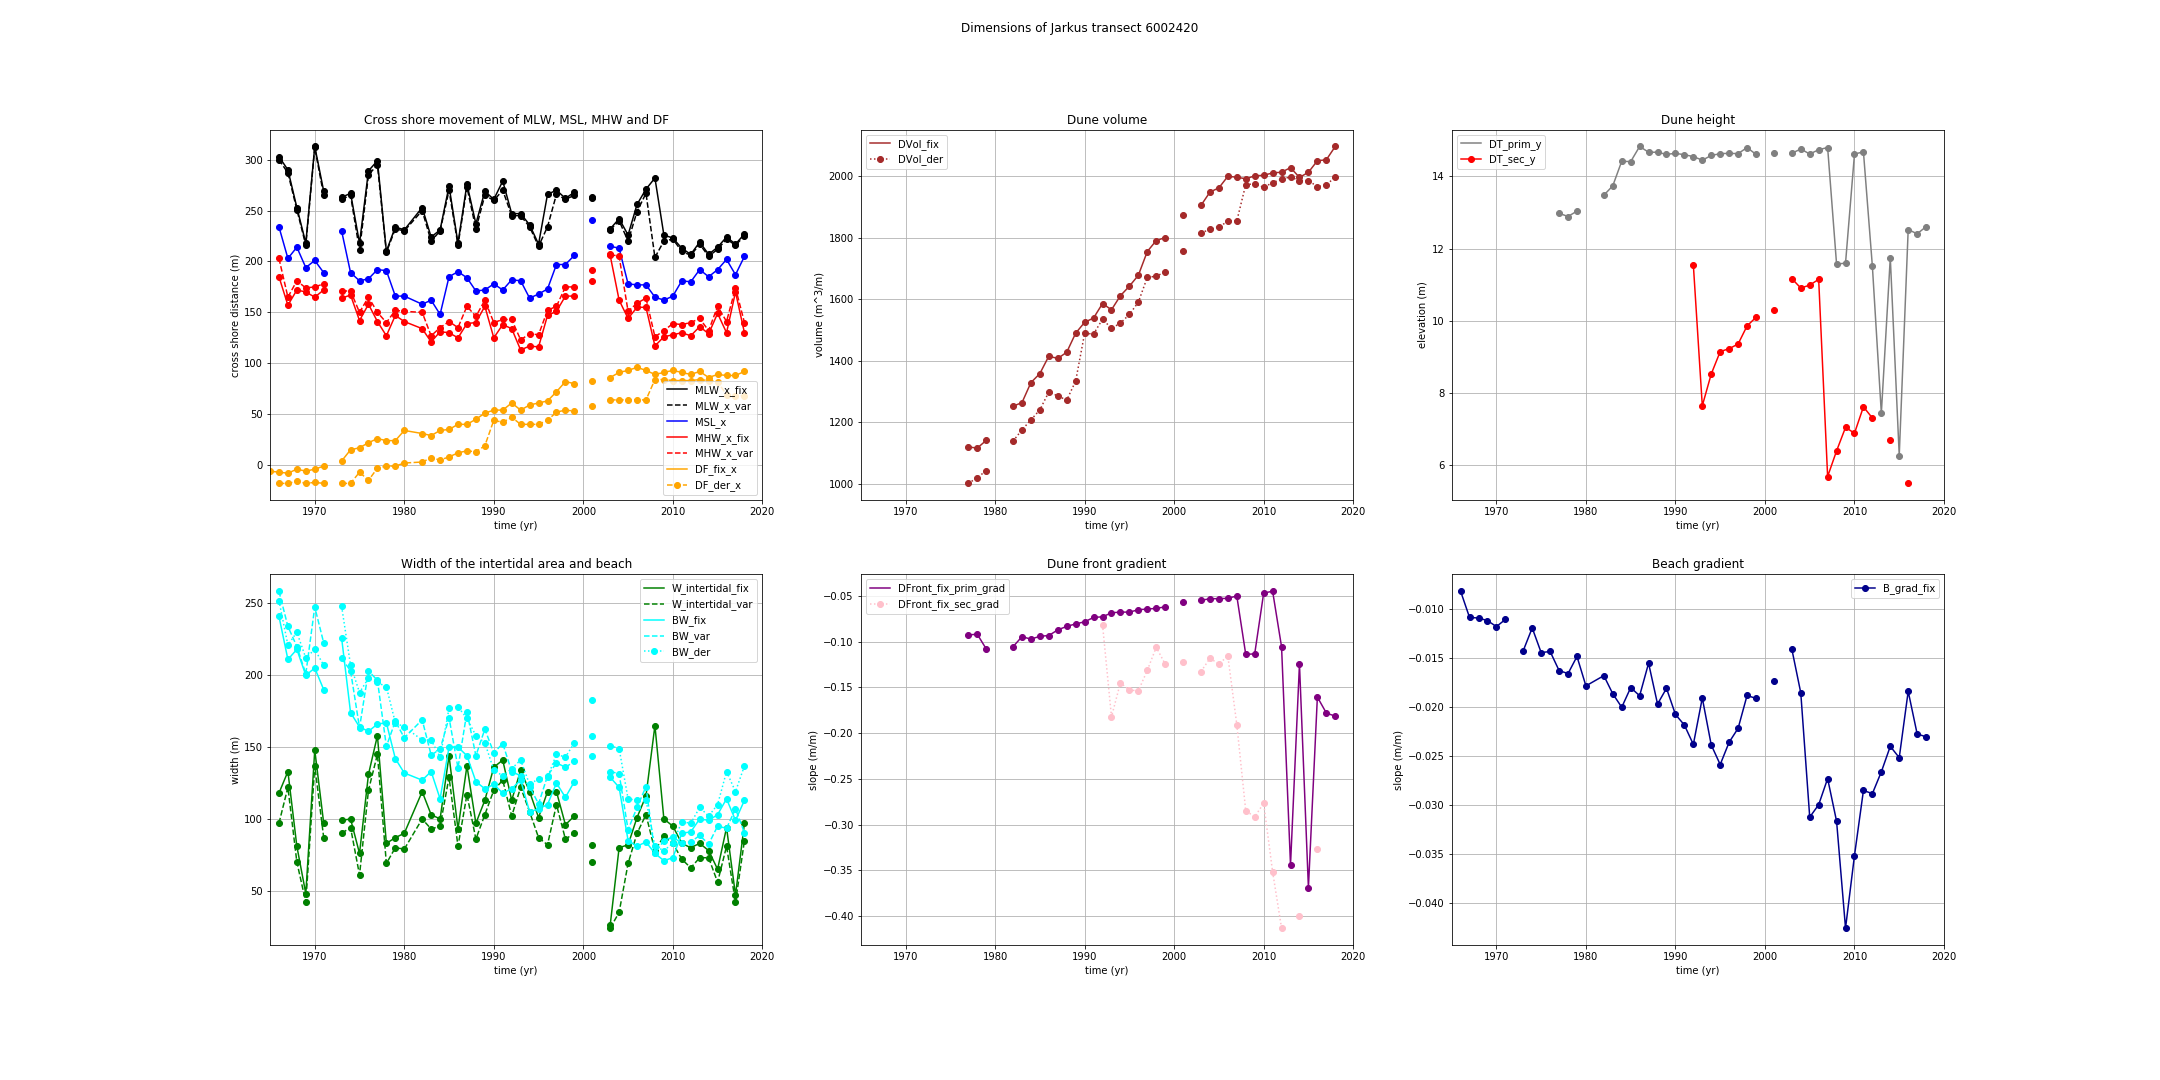 Dimensions of Jarkus transect 6002420
Cross shore movement of MLW, MSL, MHW and DF
cross shore distance (m)
300
250
200
150
100
50
0
1970 1980 1990 2000 2010 2020
time (yr)
MLW_x_fix
MLW_x_var
MSL_x
MHW_x_fix
MHW_x_var
DF_fix_x
DF_der_x
Dune volume
volume (m^3/m)
2000
1800
1600
1400
1200
1000
1970 1980 1990 2000 2010 2020
time (yr)
DVol_fix
DVol_der
Dune height
elevation (m)
14
12
10
8
6
1970 1980 1990 2000 2010 2020
time (yr)
DT_prim_y
DT_sec_y
Width of the intertidal area and beach
width (m)
250
200
150
100
50
1970 1980 1990 2000 2010 2020
time (yr)
W_intertidal_fix
W_intertidal_var
BW_fix
BW_var
BW_der
Dune front gradient
slope (m/m)
−0.05
−0.10
−0.15
−0.20
−0.25
−0.30
−0.35
−0.40
1970 1980 1990 2000 2010 2020
time (yr)
DFront_fix_prim_grad
DFront_fix_sec_grad
Beach gradient
slope (m/m)
−0.010
−0.015
−0.020
−0.025
−0.030
−0.035
−0.040
1970 1980 1990 2000 2010 2020
time (yr)
B_grad_fix